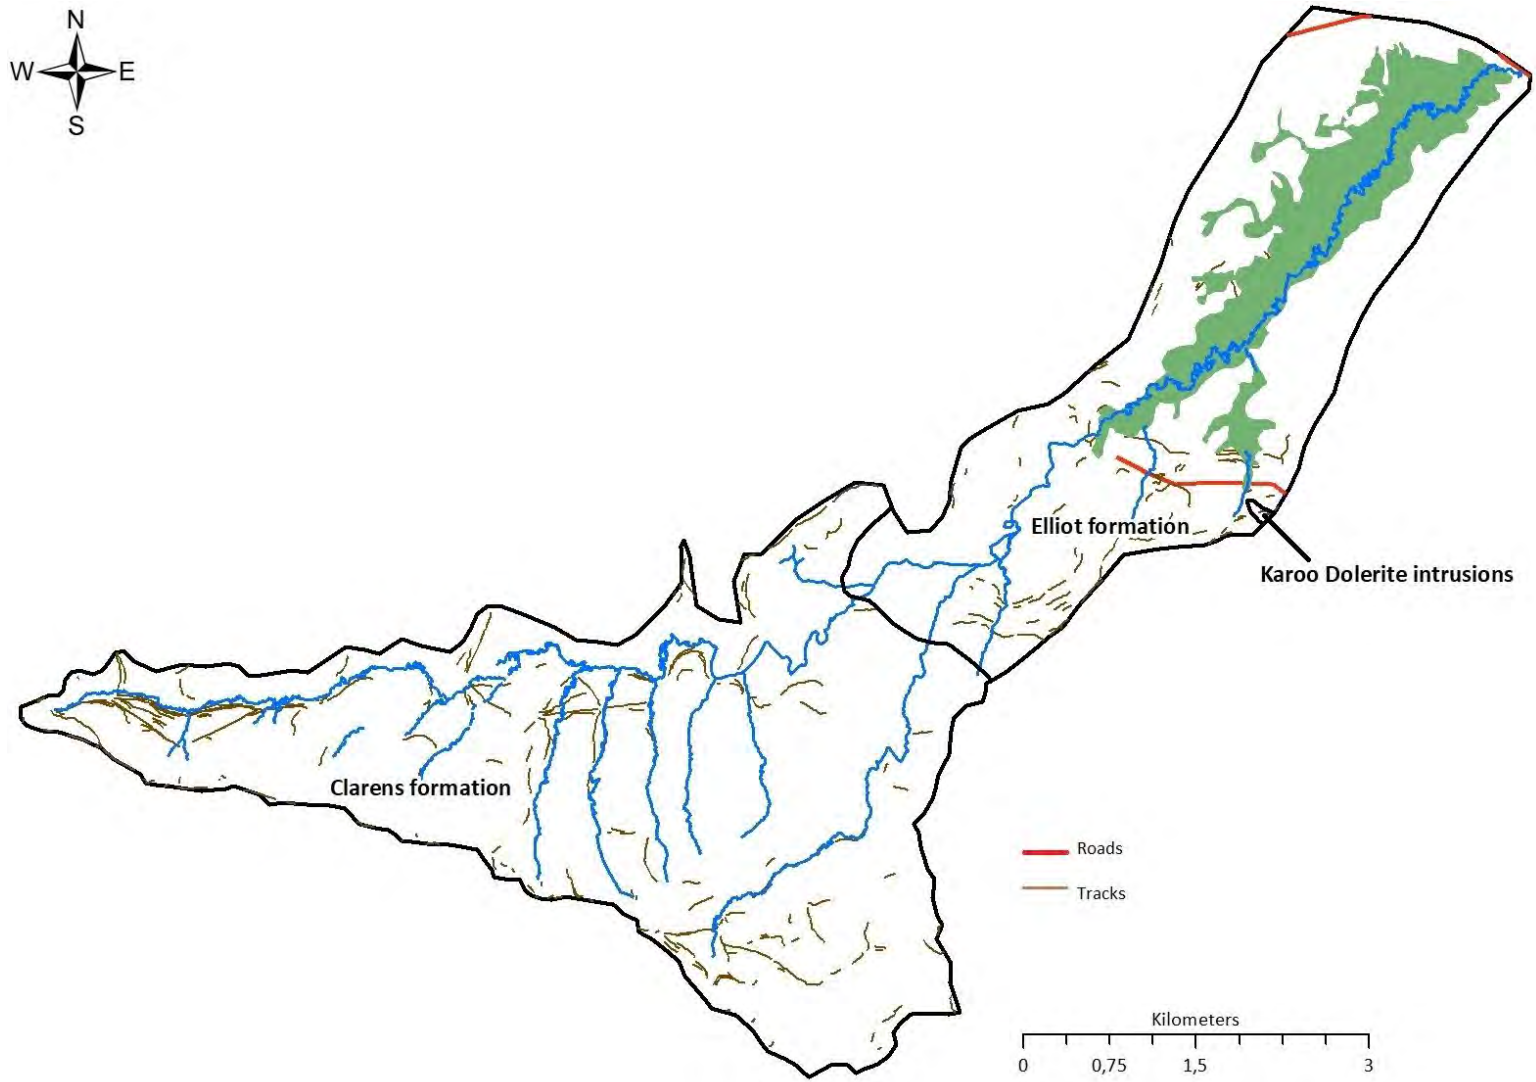 N
W E
S
Elliot formation
Karoo Dolerite intrusions
Clarens formation
Roads
Tracks
Kilometers
0 0,75 1,5 3